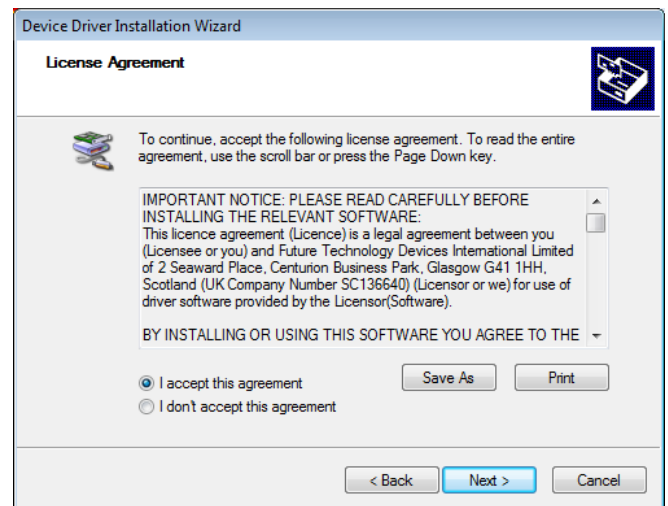 Device Driver Installation Wizard
License Agreement
To continue, accept the following license agreement. To read the entire
agreement, use the scroll bar or press the Page Down key.
IMPORTANT NOTICE: PLEASE READ CAREFULLY BEFORE
INSTALLING THE RELEVANT SOFTWARE:
This licence agreement (Licence) is a legal agreement between you
(Licensee or you) and Future Technology Devices International Limited
of 2 Seaward Place, Centurion Business Park, Glasgow G41 1HH,
Scotland (UK Company Number SC136640) (Licensor or we) for use of
driver software provided by the Licensor(Software).
BY INSTALLING OR USING THIS SOFTWARE YOU AGREE TO THE
I accept this agreement
Save As
Print
I don't accept this agreement
< Back
Next >
Cancel